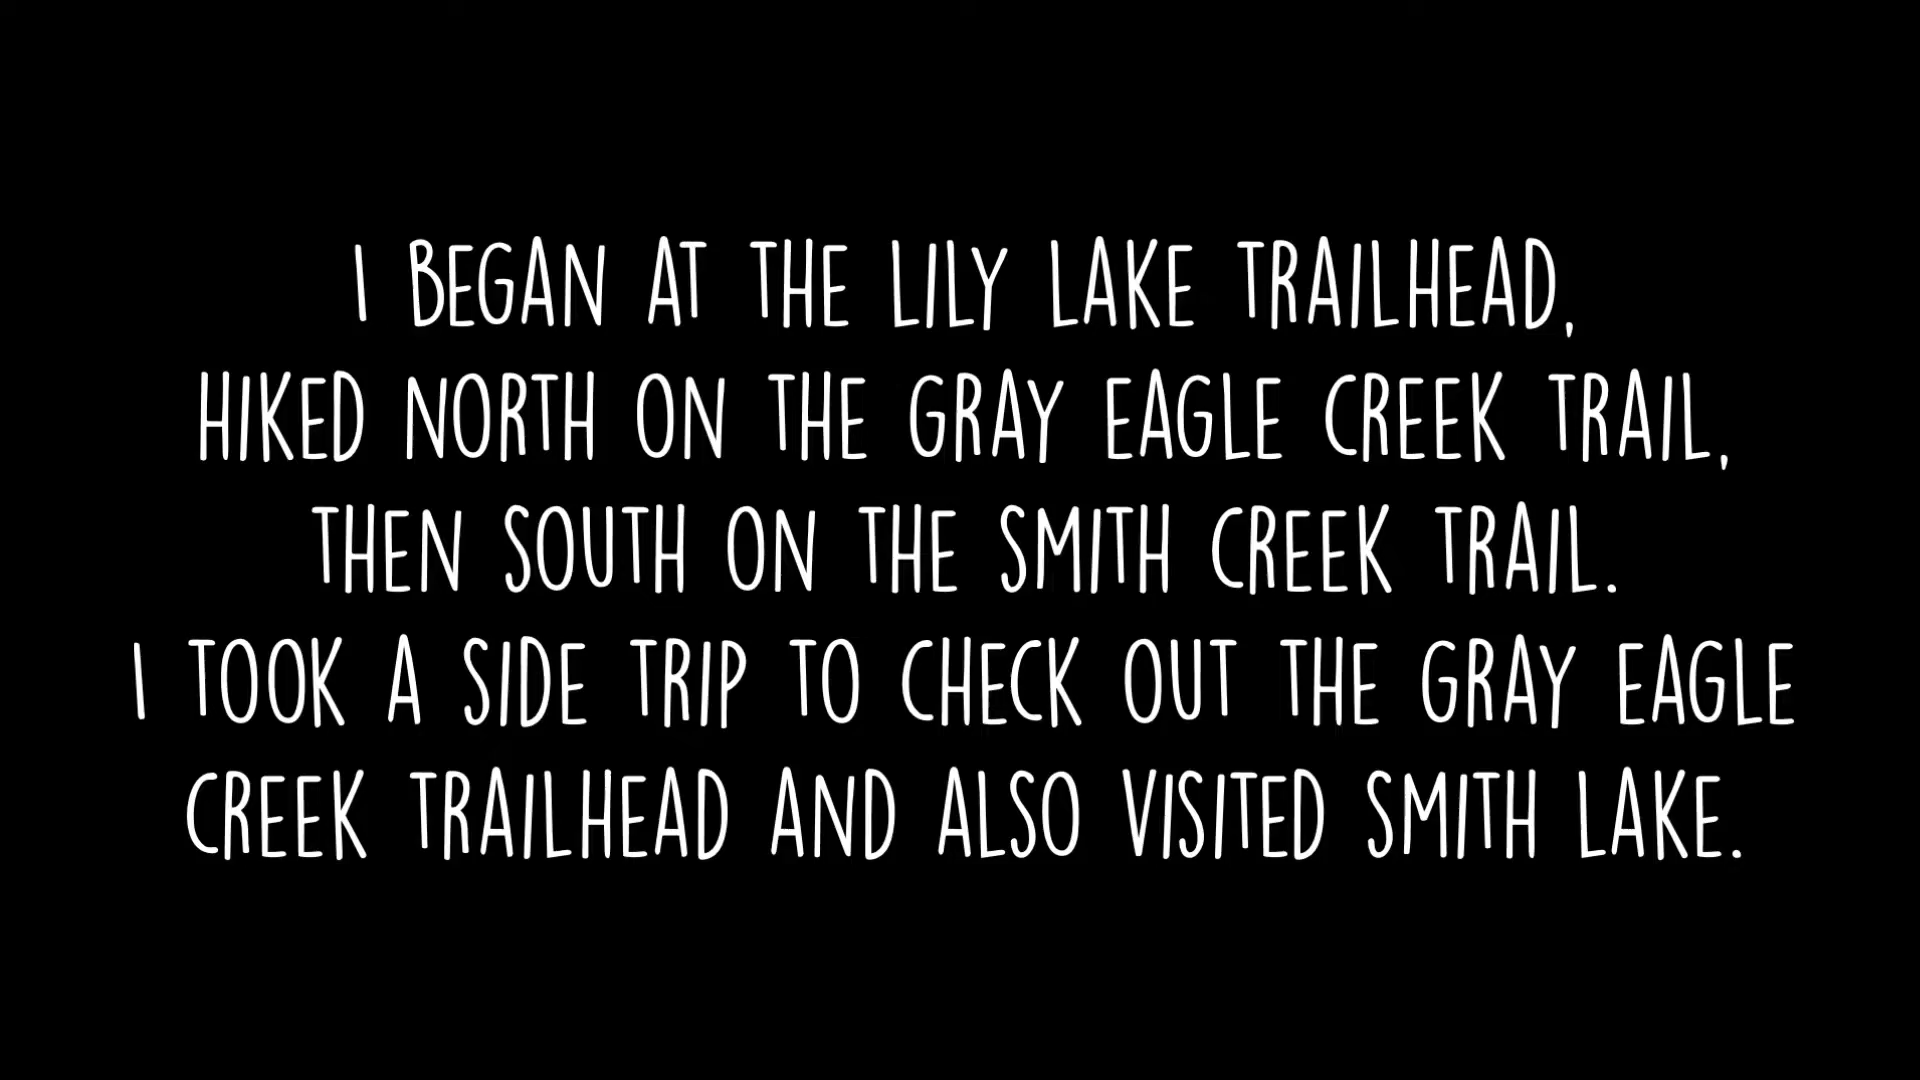 I BEGAN AT THE LILY LAKE TRAILHEAD,
HIKED NORTH ON THE GRAY EAGLE CREEK TRAIL,
THEN SOUTH ON THE SMITH CREEK TRAIL.
I TOOK A SIDE TRIP TO CHECK OUT THE GRAY EAGLE
CREEK TRAILHEAD AND ALSO VISITED SMITH LAKE.